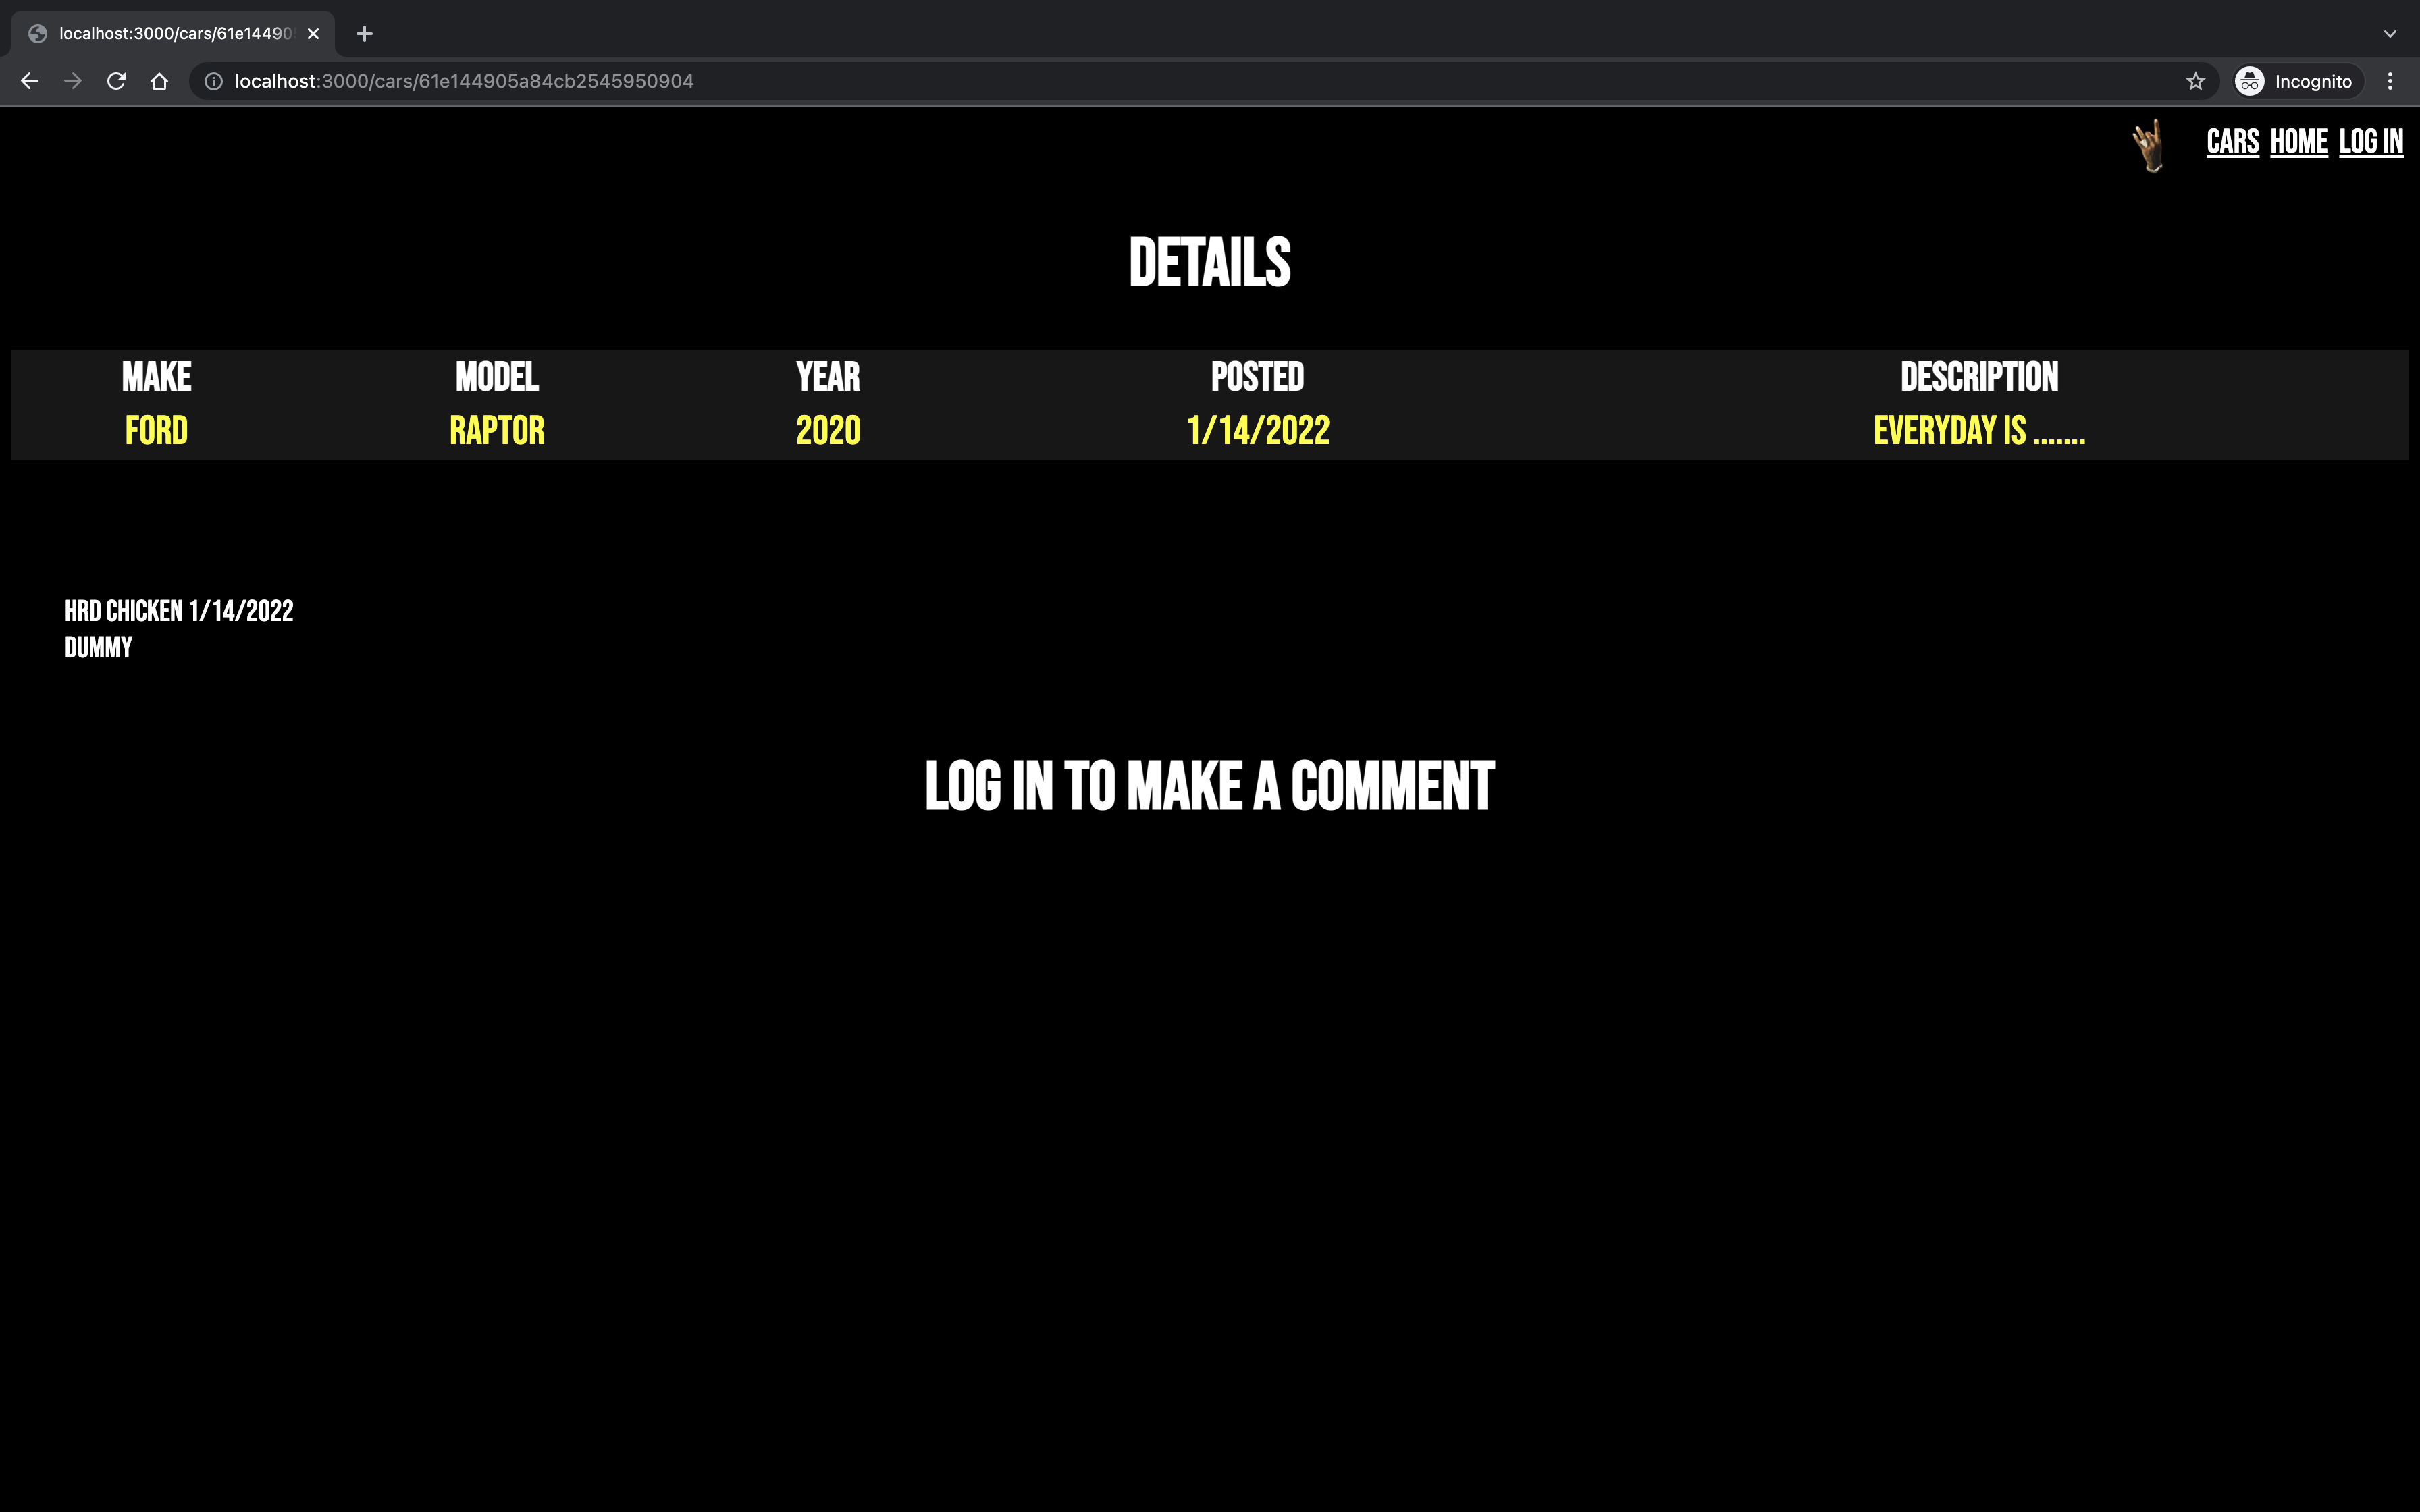 localhost:3000/cars/61e14490
localhost:3000/cars/61e144905a84cb2545950904
Incognito
CARS HOME LOG IN
DETAILS
MAKE MODEL YEAR POSTED DESCRIPTION
FORD RAPTOR 2020 1/14/2022 EVERYDAY IS .......
HRD CHICKEN 1/14/2022
DUMMY
LOG IN TO MAKE A COMMENT